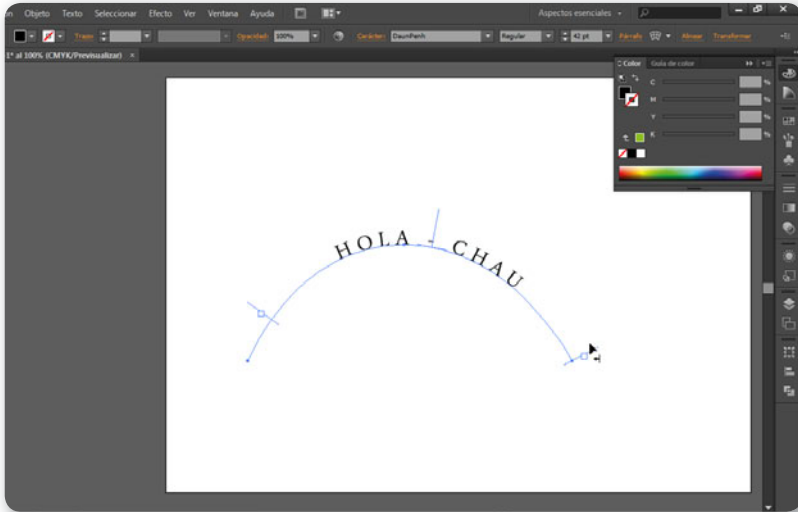 Objeto Texto Seleccionar Efecto Ver Ventana Ayuda Aspectos esenciales
Trazo: Opacidad: 100% Carácter: DaunPenh Regular 42 pt Párrafo Alinear Transformar
1* al 100% (CMYK/Previsualizar) ×
Color Guía de color
C %
M %
Y %
K %
HOLA CHAU